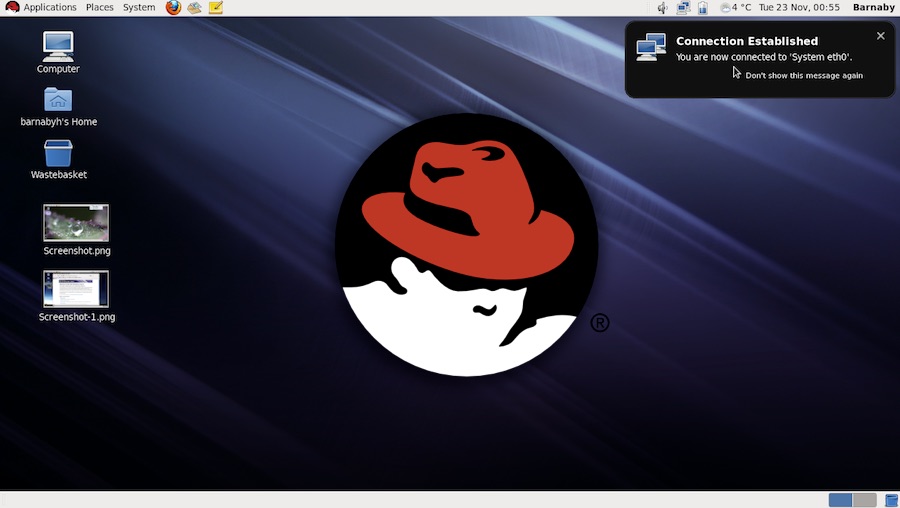 Applications Places System 4 °C Tue 23 Nov, 00:55 Barnaby
Connection Established
You are now connected to 'System eth0'.
Don't show this message again
Computer
barnabyh's Home
Wastebasket
Screenshot.png
Screenshot-1.png
®